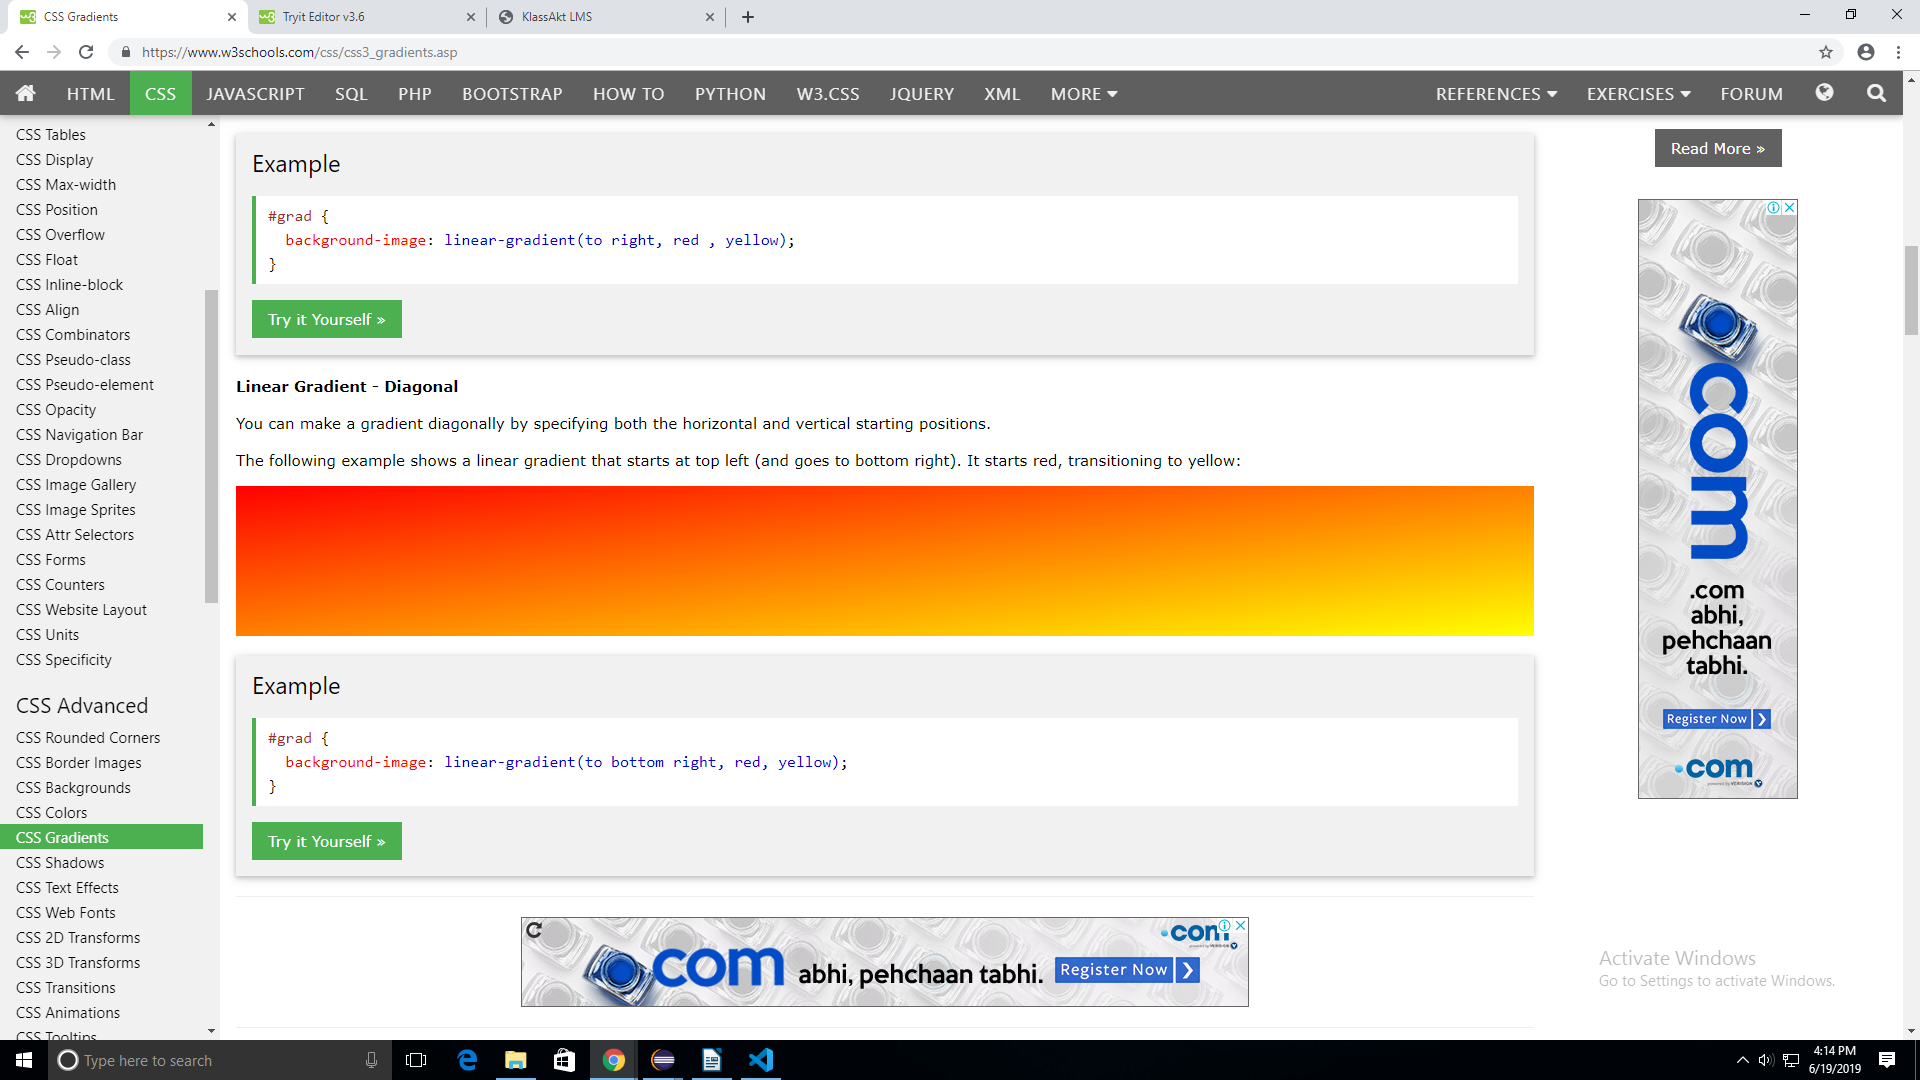 CSS Gradients
Tryit Editor v3.6
KlassAkt LMS
https://www.w3schools.com/css/css3_gradients.asp
HTML CSS JAVASCRIPT SQL PHP BOOTSTRAP HOW TO PYTHON W3.CSS JQUERY XML MORE REFERENCES EXERCISES FORUM
CSS Tables
CSS Display
CSS Max-width
CSS Position
CSS Overflow
CSS Float
CSS Inline-block
CSS Align
CSS Combinators
CSS Pseudo-class
CSS Pseudo-element
CSS Opacity
CSS Navigation Bar
CSS Dropdowns
CSS Image Gallery
CSS Image Sprites
CSS Attr Selectors
CSS Forms
CSS Counters
CSS Website Layout
CSS Units
CSS Specificity
CSS Advanced
CSS Rounded Corners
CSS Border Images
CSS Backgrounds
CSS Colors
CSS Gradients
CSS Shadows
CSS Text Effects
CSS Web Fonts
CSS 2D Transforms
CSS 3D Transforms
CSS Transitions
CSS Animations
CSS Tooltips
Example
#grad {
background-image: linear-gradient(to right, red , yellow);
}
Try it Yourself »
Linear Gradient - Diagonal
You can make a gradient diagonally by specifying both the horizontal and vertical starting positions.
The following example shows a linear gradient that starts at top left (and goes to bottom right). It starts red, transitioning to yellow:
Example
#grad {
background-image: linear-gradient(to bottom right, red, yellow);
}
Try it Yourself »
com abhi, pehchaan tabhi. Register Now
.com
Read More »
com
.com
abhi,
pehchaan
tabhi.
Register Now
.com
powered by VERISIGN
Activate Windows
Go to Settings to activate Windows.
Type here to search
4:14 PM
6/19/2019